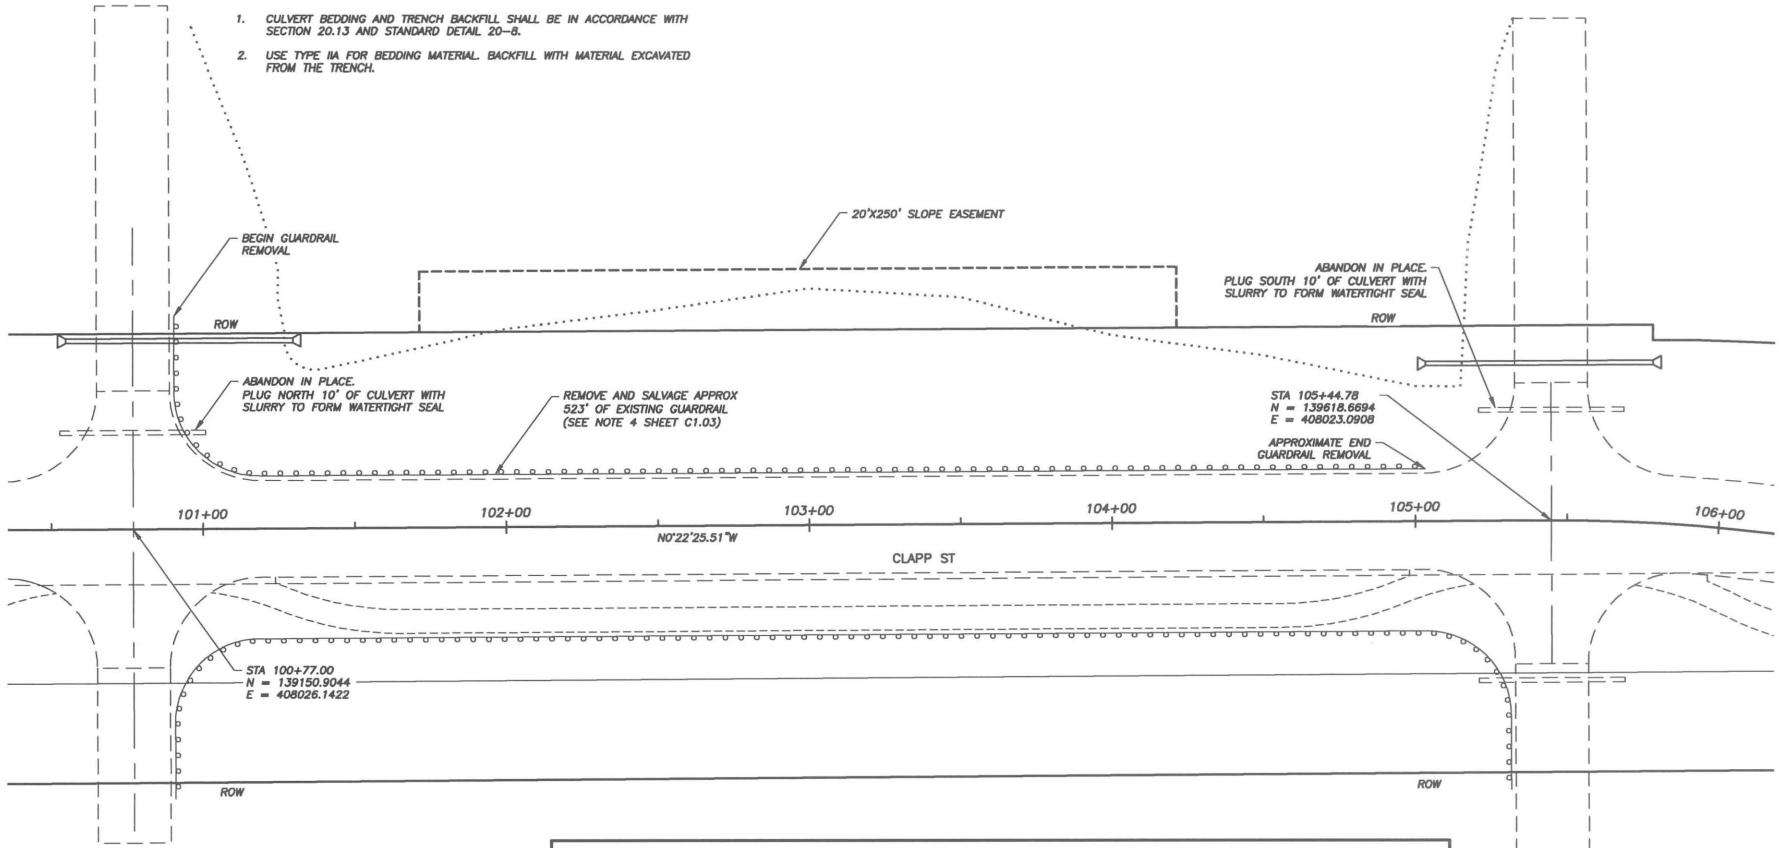 1. CULVERT BEDDING AND TRENCH BACKFILL SHALL BE IN ACCORDANCE WITH
SECTION 20.13 AND STANDARD DETAIL 20-8.
2. USE TYPE IIA FOR BEDDING MATERIAL. BACKFILL WITH MATERIAL EXCAVATED
FROM THE TRENCH.
20'X250' SLOPE EASEMENT
BEGIN GUARDRAIL
REMOVAL
ABANDON IN PLACE.
PLUG SOUTH 10' OF CULVERT WITH
SLURRY TO FORM WATERTIGHT SEAL
ROW
ROW
ABANDON IN PLACE.
PLUG NORTH 10' OF CULVERT WITH
SLURRY TO FORM WATERTIGHT SEAL
REMOVE AND SALVAGE APPROX
523' OF EXISTING GUARDRAIL
(SEE NOTE 4 SHEET C1.03)
STA 105+44.78
N = 139618.6694
E = 408023.0908
APPROXIMATE END
GUARDRAIL REMOVAL
101+00
102+00
103+00
104+00
105+00
106+00
N0°22'25.51"W
CLAPP ST
STA 100+77.00
N = 139150.9044
E = 408026.1422
ROW
ROW